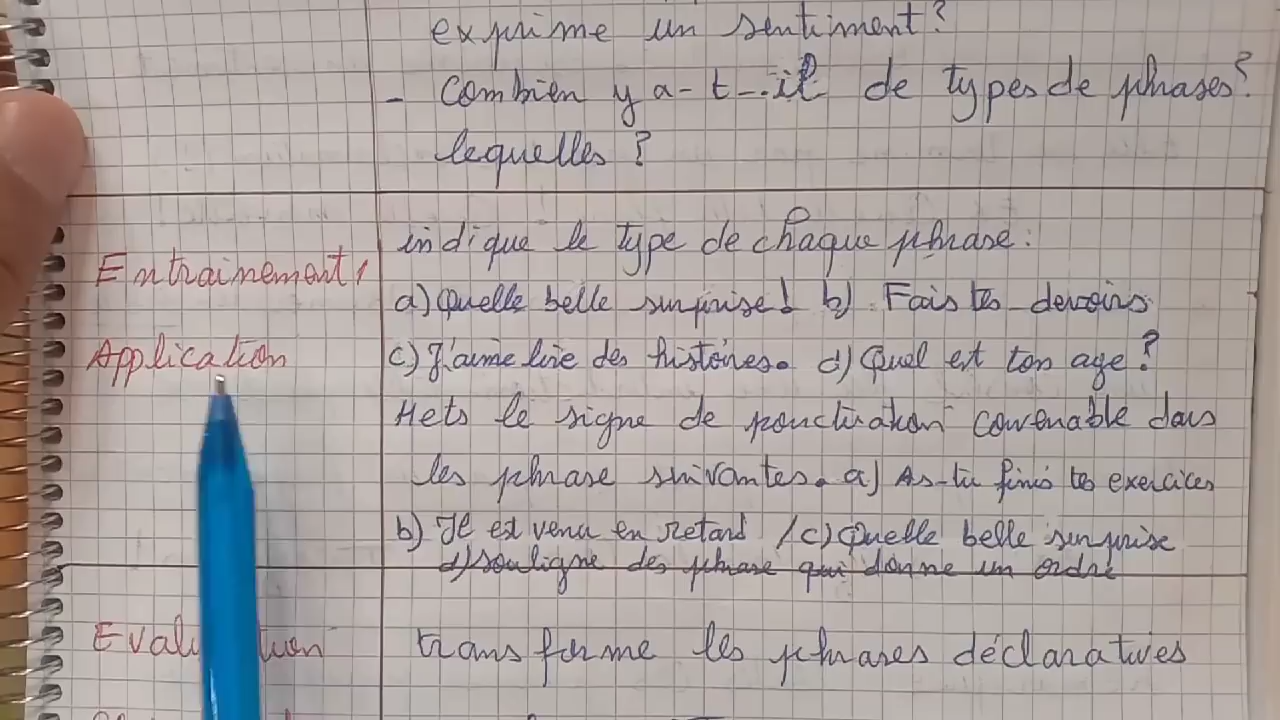 exprime un sentiment?
- Combien y a-t-il de types de phrases?
lequelles?
indique le type de chaque phrase:
Entrainement 1
a) Quelle belle surprise! b) Fais tes devoirs
Application
c) J'aime lire des histoires. d) Quel est ton age?
Mets le signe de ponctuation convenable dans
les phrase suivantes. a) As-tu finis tes exercices
b) Il est venu en retard /c) Quelle belle surprise
d) souligne des phrase qui donne un ordre
Evaluation
transforme les phrases déclaratives